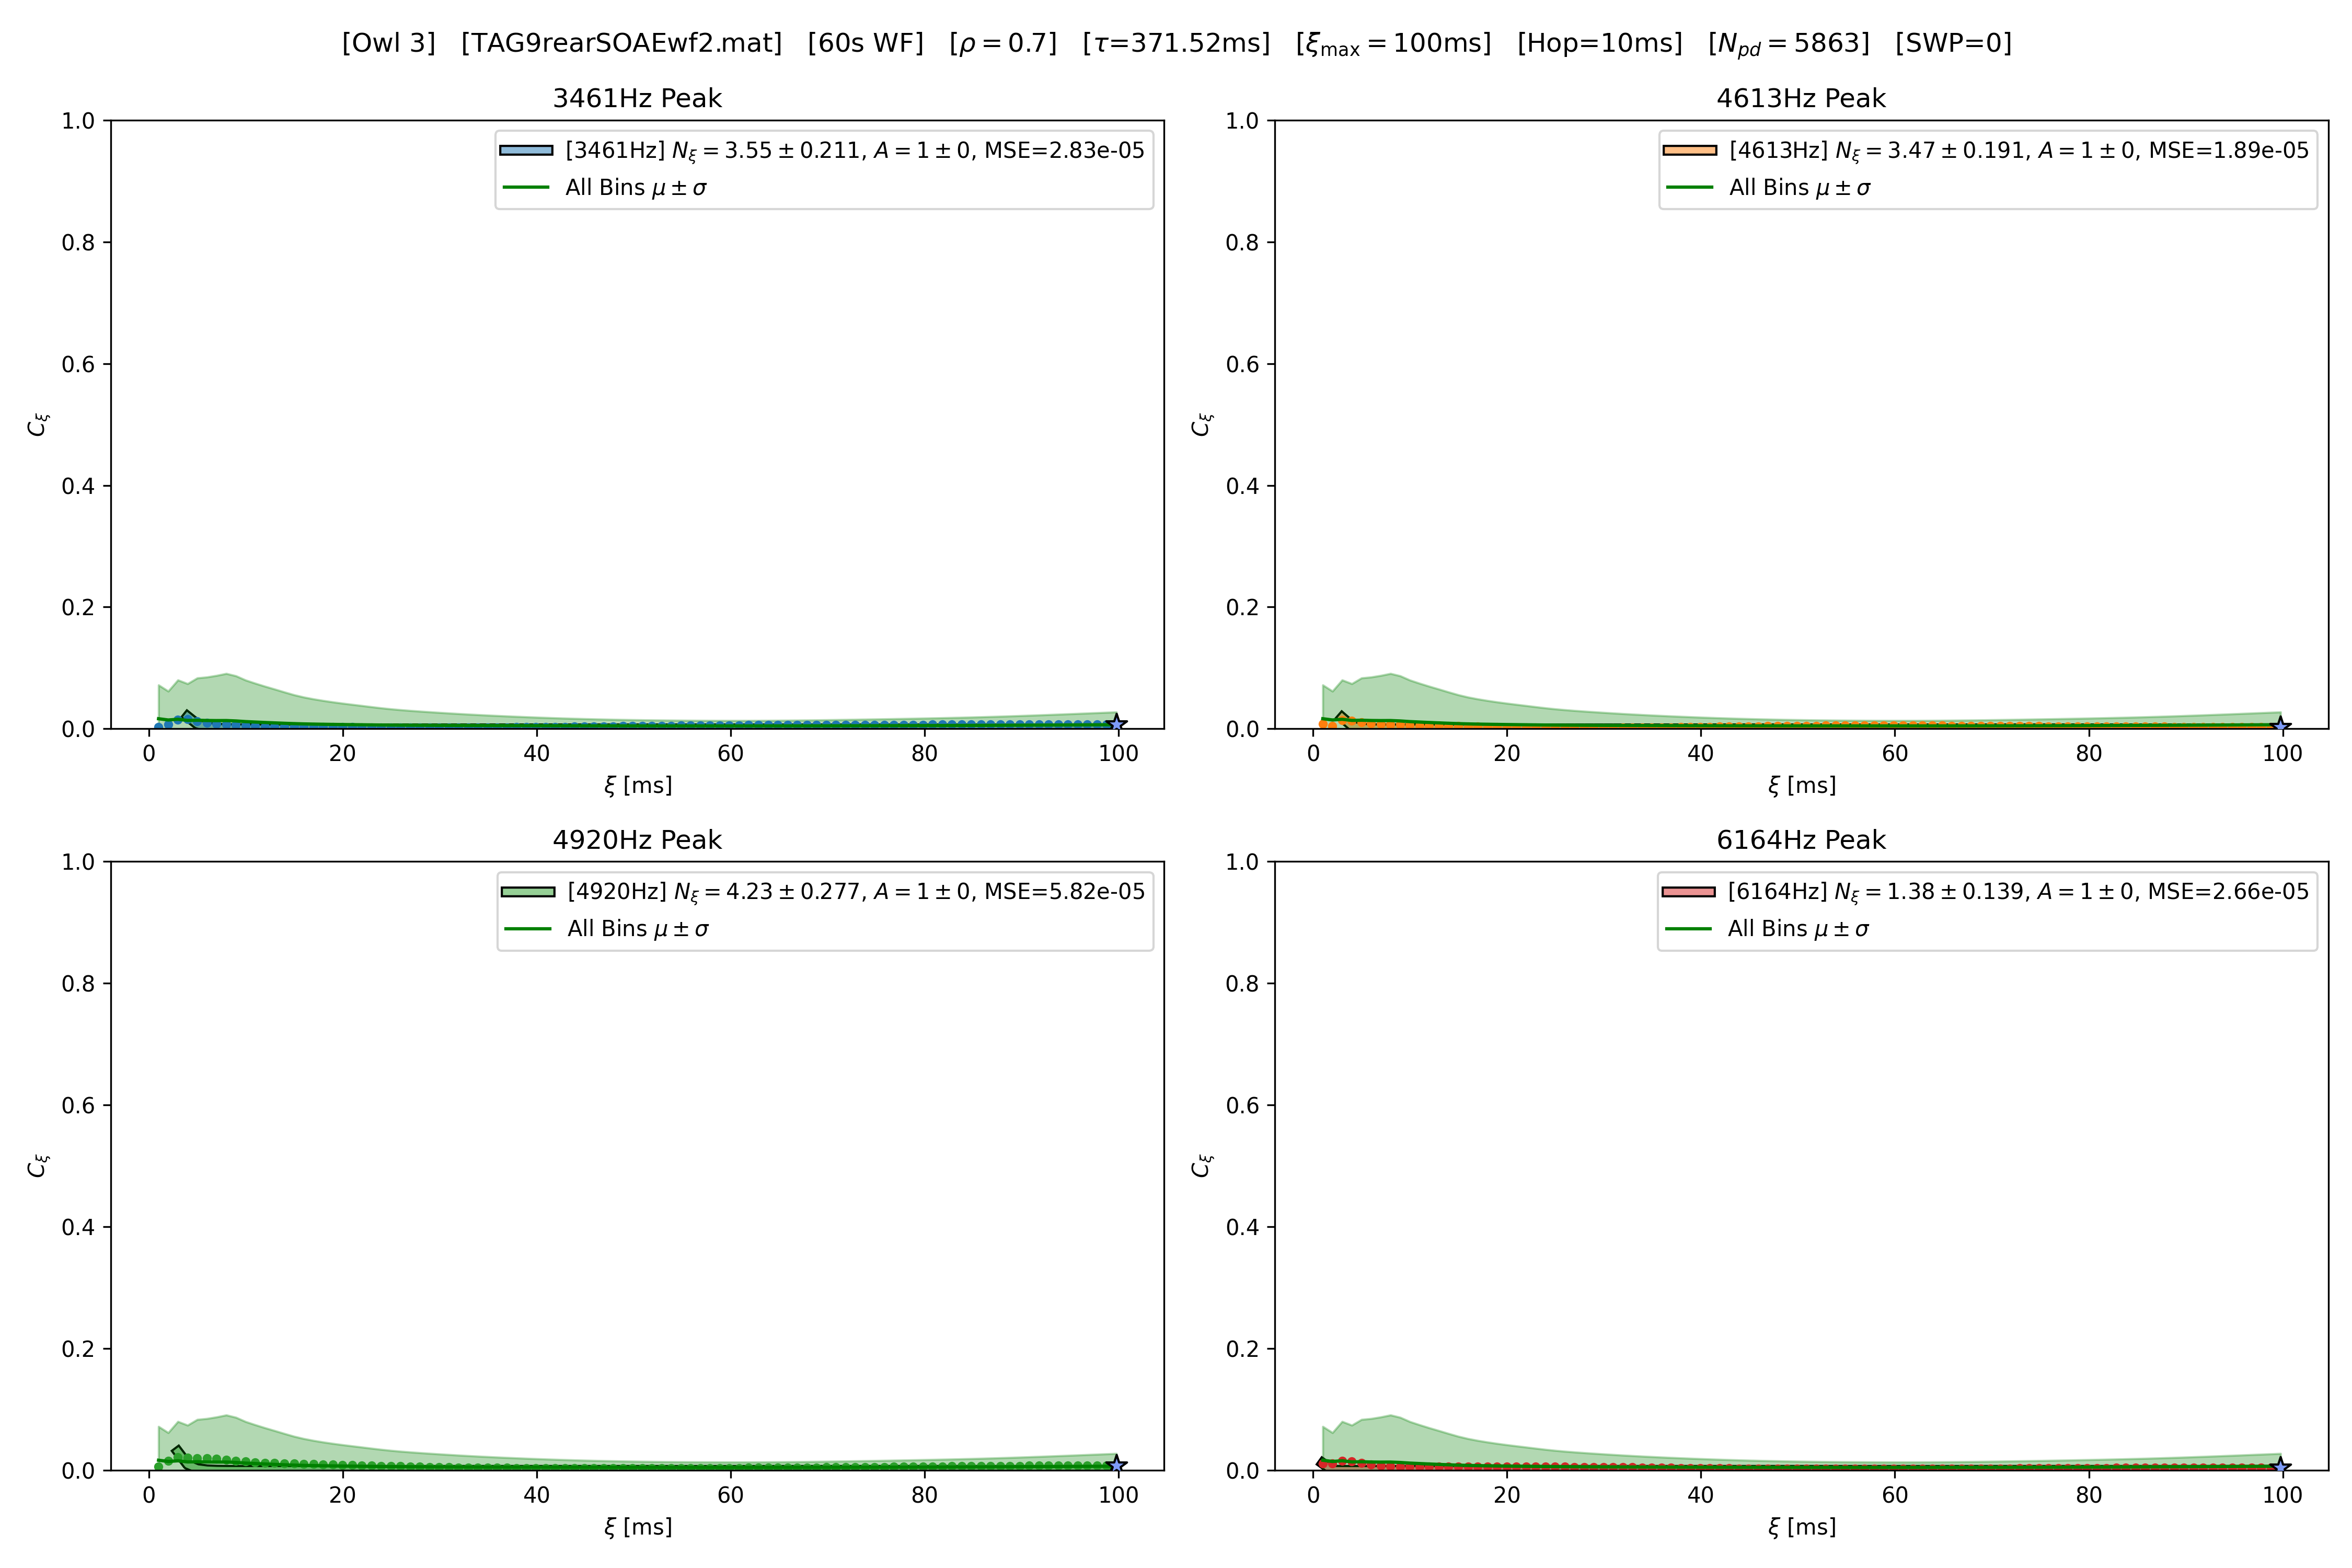 [Owl 3] [TAG9rearSOAEwf2.mat] [60s WF] [ρ = 0.7] [τ=371.52ms] [ξmax = 100ms] [Hop=10ms] [Npd = 5863] [SWP=0]
3461Hz Peak
[3461Hz] Nξ = 3.55 ± 0.211, A = 1 ± 0, MSE=2.83e-05
All Bins μ ± σ
1.0
0.8
0.6
0.4
0.2
0.0
Cξ
0 20 40 60 80 100
ξ [ms]
4613Hz Peak
[4613Hz] Nξ = 3.47 ± 0.191, A = 1 ± 0, MSE=1.89e-05
All Bins μ ± σ
1.0
0.8
0.6
0.4
0.2
0.0
Cξ
0 20 40 60 80 100
ξ [ms]
4920Hz Peak
[4920Hz] Nξ = 4.23 ± 0.277, A = 1 ± 0, MSE=5.82e-05
All Bins μ ± σ
1.0
0.8
0.6
0.4
0.2
0.0
Cξ
0 20 40 60 80 100
ξ [ms]
6164Hz Peak
[6164Hz] Nξ = 1.38 ± 0.139, A = 1 ± 0, MSE=2.66e-05
All Bins μ ± σ
1.0
0.8
0.6
0.4
0.2
0.0
Cξ
0 20 40 60 80 100
ξ [ms]